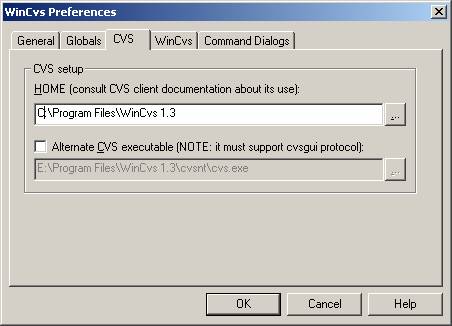 WinCvs Preferences
General Globals CVS WinCvs Command Dialogs
CVS setup
HOME (consult CVS client documentation about its use):
C:\Program Files\WinCvs 1.3
...
Alternate CVS executable (NOTE: it must support cvsgui protocol):
E:\Program Files\WinCvs 1.3\cvsnt\cvs.exe
...
OK Cancel Help